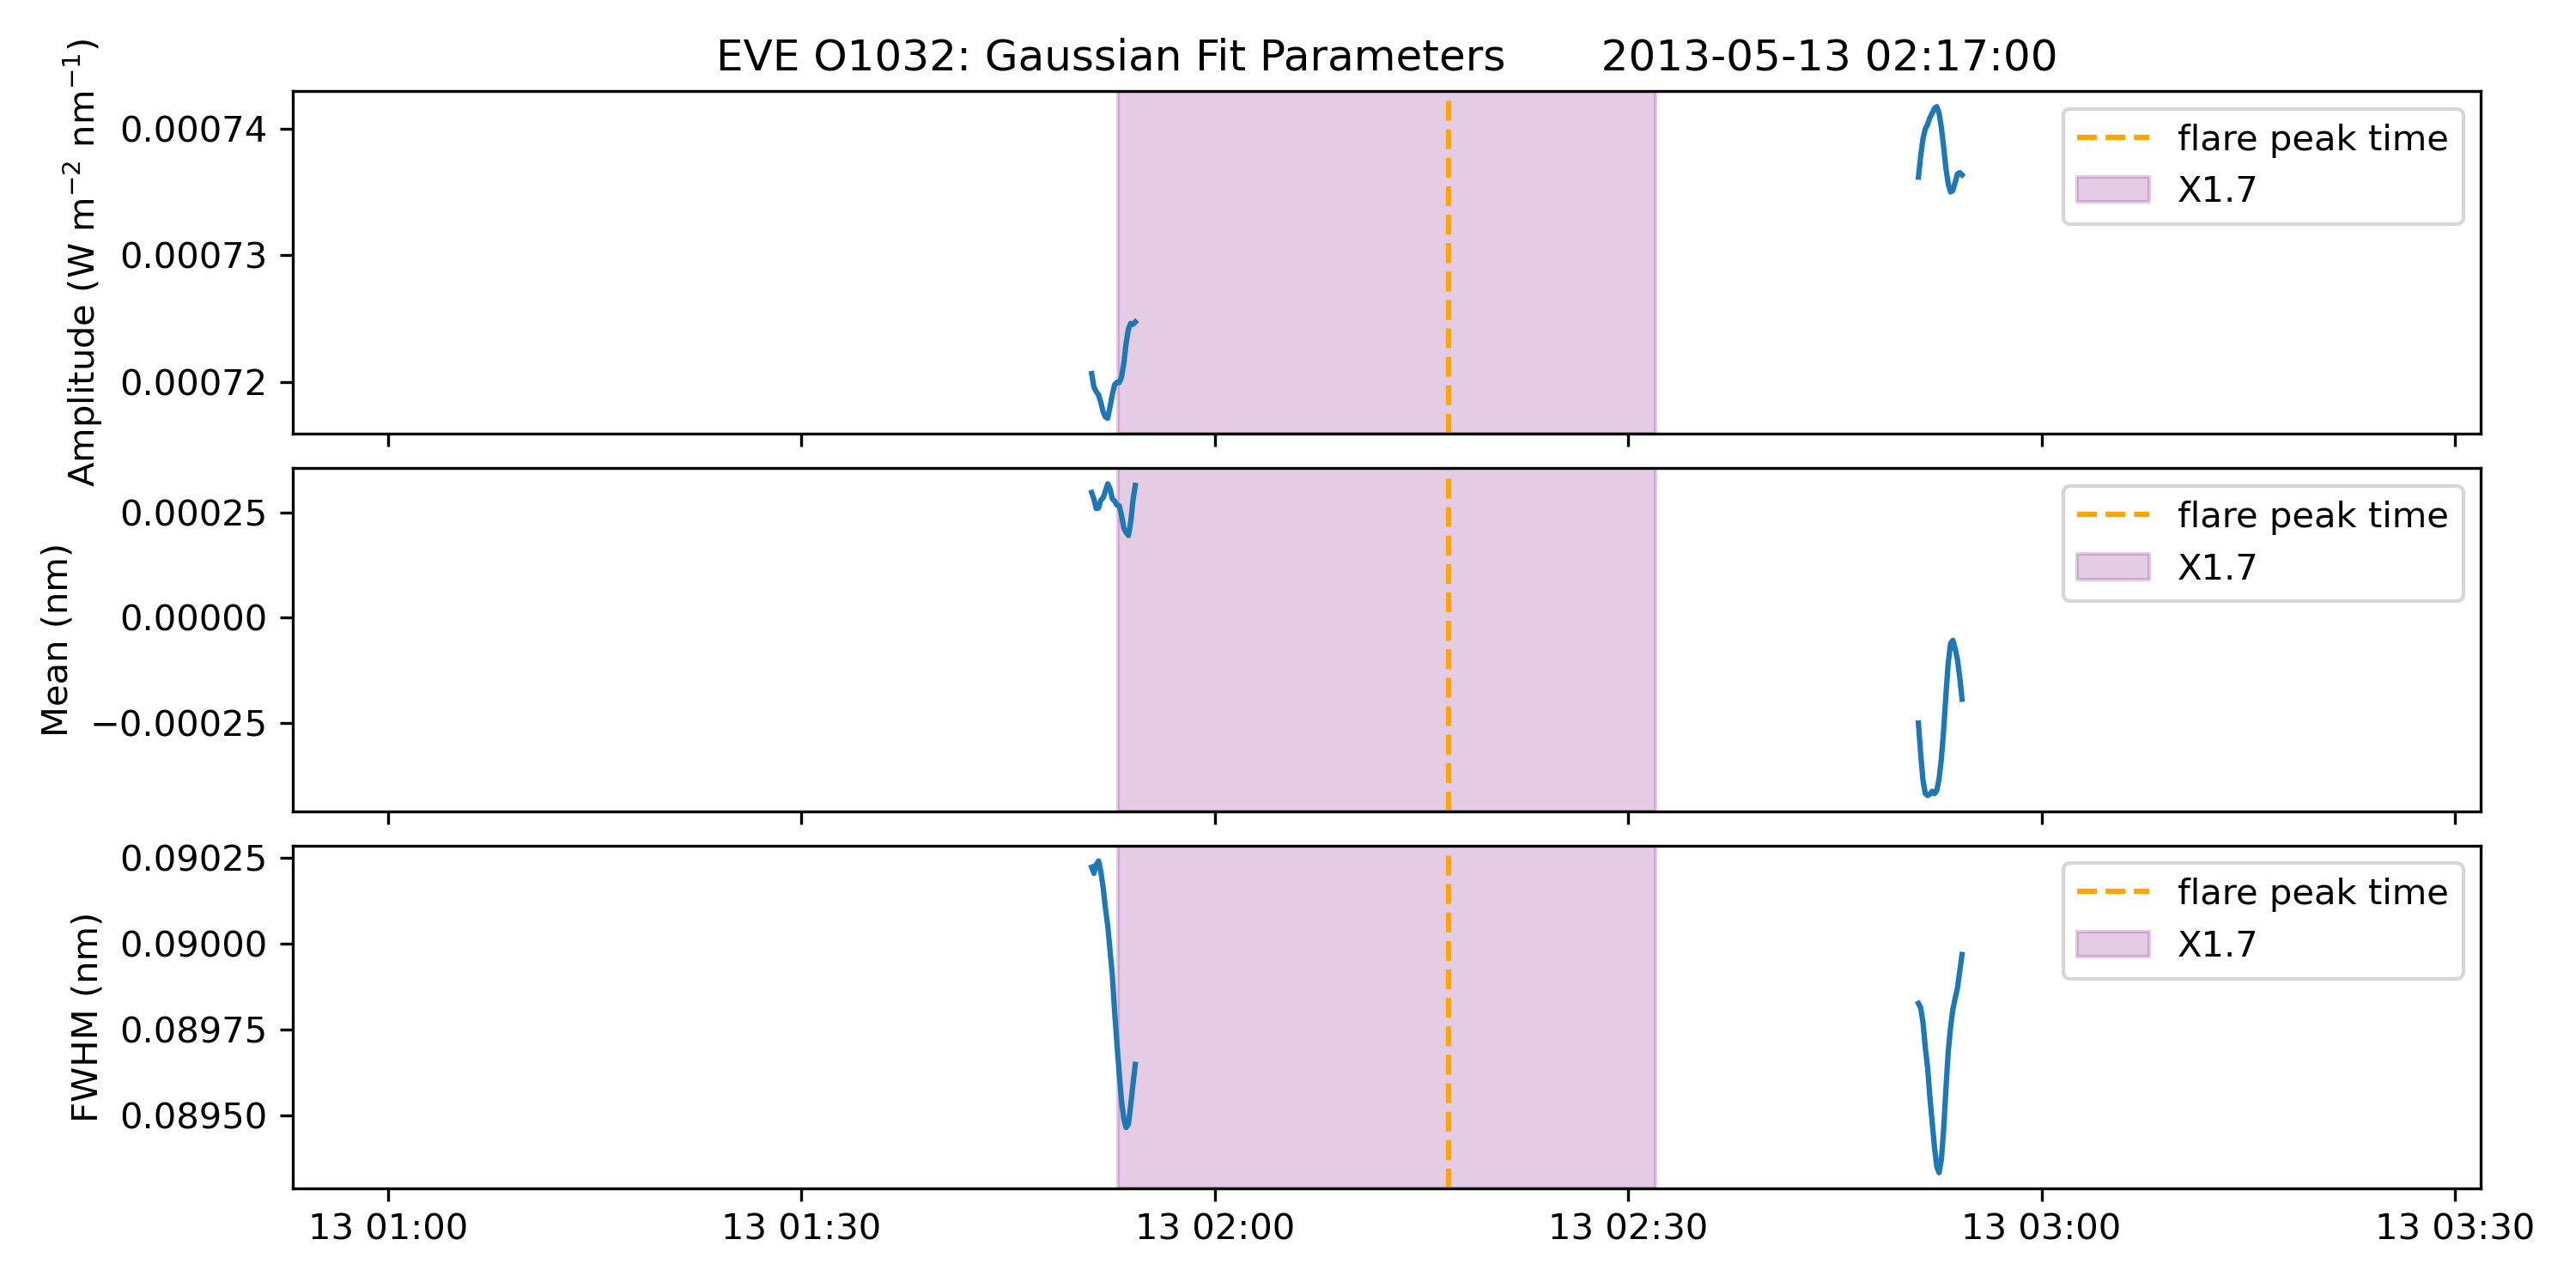 EVE O1032: Gaussian Fit Parameters 2013-05-13 02:17:00
Amplitude (W m⁻² nm⁻¹)
0.00074
0.00073
0.00072
flare peak time
X1.7
Mean (nm)
0.00025
0.00000
−0.00025
flare peak time
X1.7
FWHM (nm)
0.09025
0.09000
0.08975
0.08950
flare peak time
X1.7
13 01:00 13 01:30 13 02:00 13 02:30 13 03:00 13 03:30